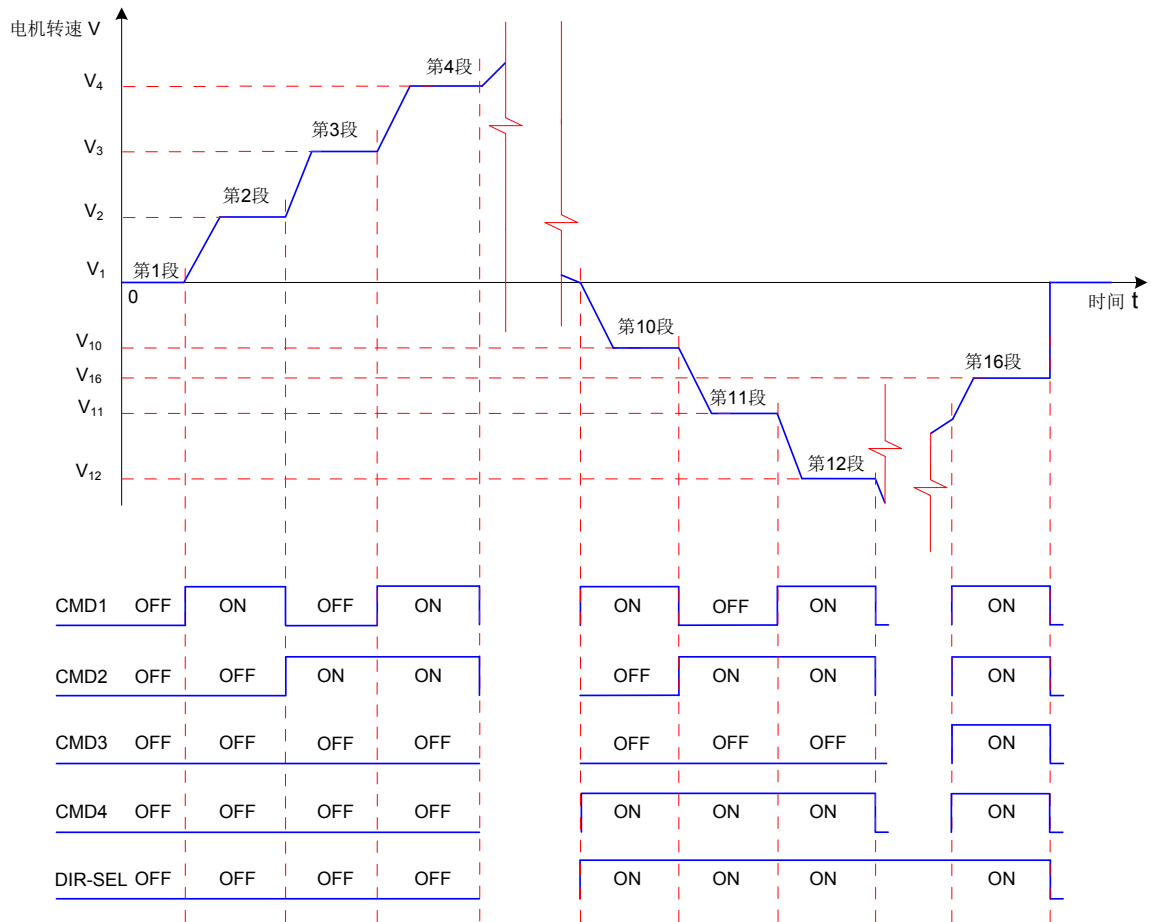 电机转速 V
V4
第4段
V3
第3段
V2
第2段
V1
第1段
0
时间 t
V10
第10段
V16
第16段
V11
第11段
V12
第12段
CMD1 OFF ON OFF ON ON OFF ON ON
CMD2 OFF OFF ON ON OFF ON ON ON
CMD3 OFF OFF OFF OFF OFF OFF OFF ON
CMD4 OFF OFF OFF OFF ON ON ON ON
DIR-SEL OFF OFF OFF OFF ON ON ON ON